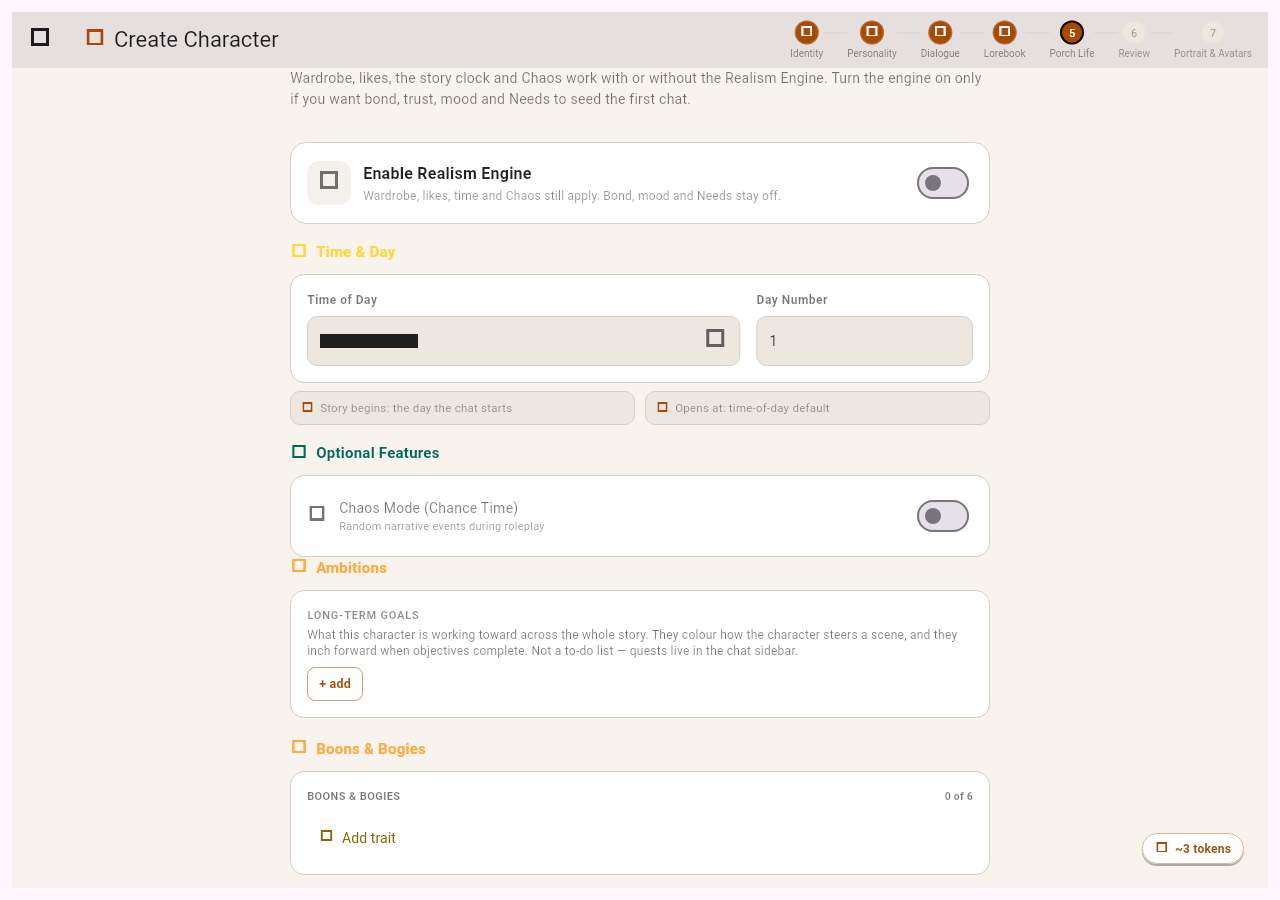 Create Character
Identity
Personality
Dialogue
Lorebook
5
Porch Life
6
Review
7
Portrait & Avatars
Wardrobe, likes, the story clock and Chaos work with or without the Realism Engine. Turn the engine on only
if you want bond, trust, mood and Needs to seed the first chat.
Enable Realism Engine
Wardrobe, likes, time and Chaos still apply. Bond, mood and Needs stay off.
Time & Day
Time of Day
Day Number
1
Story begins: the day the chat starts
Opens at: time-of-day default
Optional Features
Chaos Mode (Chance Time)
Random narrative events during roleplay
Ambitions
LONG-TERM GOALS
What this character is working toward across the whole story. They colour how the character steers a scene, and they
inch forward when objectives complete. Not a to-do list — quests live in the chat sidebar.
+ add
Boons & Bogies
BOONS & BOGIES
0 of 6
Add trait
~3 tokens